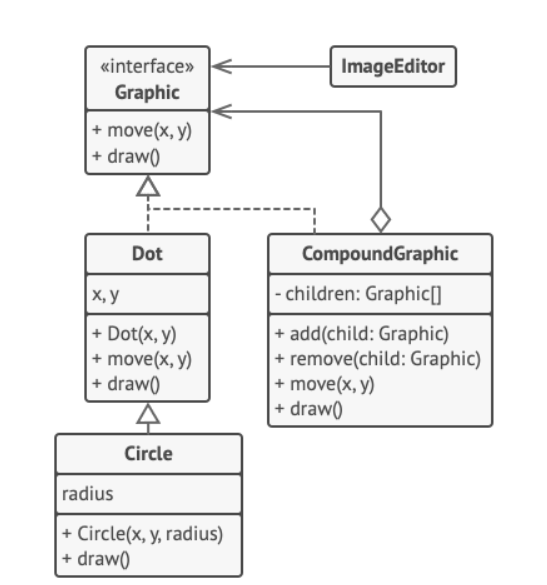 «interface»
Graphic
+ move(x, y)
+ draw()
ImageEditor
Dot
x, y
+ Dot(x, y)
+ move(x, y)
+ draw()
CompoundGraphic
- children: Graphic[]
+ add(child: Graphic)
+ remove(child: Graphic)
+ move(x, y)
+ draw()
Circle
radius
+ Circle(x, y, radius)
+ draw()